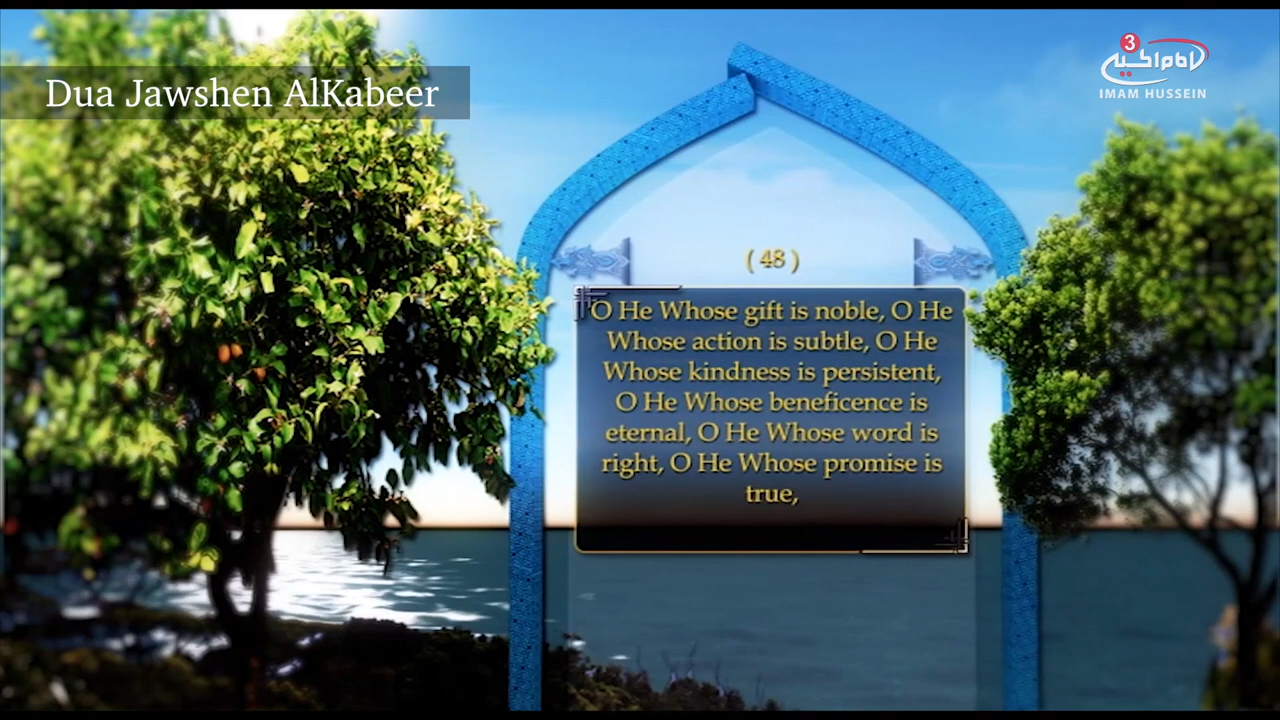 Dua Jawshen AlKabeer
3
IMAM HUSSEIN
( 48 )
O He Whose gift is noble, O He
Whose action is subtle, O He
Whose kindness is persistent,
O He Whose beneficence is
eternal, O He Whose word is
right, O He Whose promise is
true,